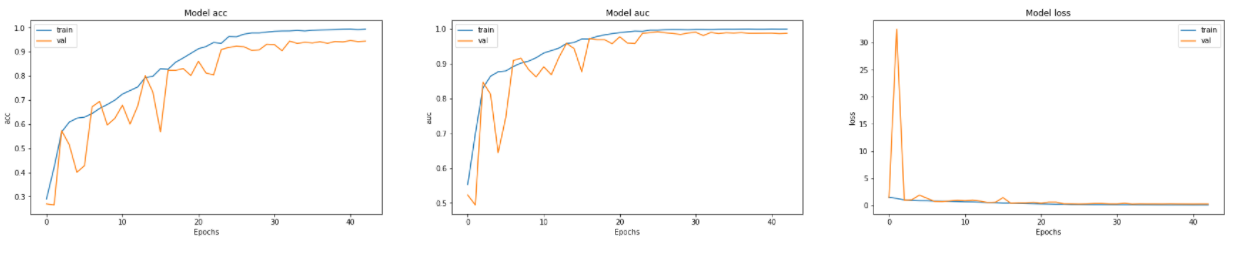 Model acc
train
val
1.0
0.9
0.8
0.7
0.6
0.5
0.4
0.3
acc
0 10 20 30 40
Epochs
Model auc
train
val
1.0
0.9
0.8
0.7
0.6
0.5
auc
0 10 20 30 40
Epochs
Model loss
train
val
30
25
20
15
10
5
0
loss
0 10 20 30 40
Epochs